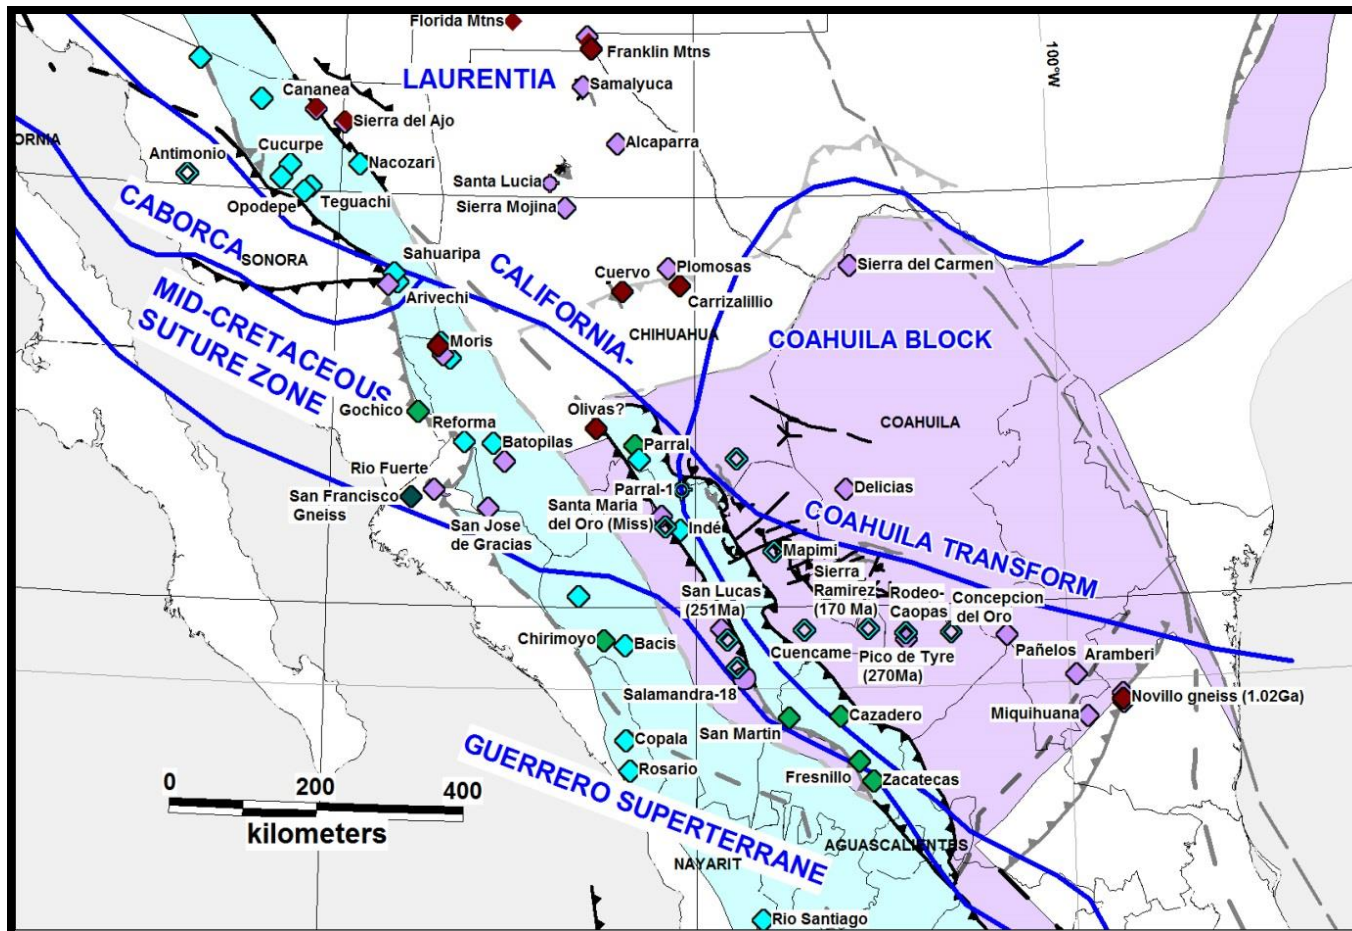 Florida Mtns
Franklin Mtns
LAURENTIA
100°W
Samalyuca
Cananea
Sierra del Ajo
ORNIA
Antimonio
Cucurpe
Nacozari
Alcaparra
Santa Lucia
Sierra Mojina
Opodepe
Teguachi
CABORCA
SONORA
Sahuaripa
Arivechi
CALIFORNIA-
Cuervo
Plomosas
Carrizalillio
Sierra del Carmen
MID-CRETACEOUS
SUTURE ZONE
CHIHUAHUA
COAHUILA BLOCK
Moris
Gochico
Reforma
Batopilas
Olivas?
Parral
COAHUILA
Rio Fuerte
San Francisco
Gneiss
San Jose
de Gracias
Parral-1
Santa Maria
del Oro (Miss)
Indé
Delicias
COAHUILA TRANSFORM
Mapimi
Sierra
Ramirez
(170 Ma)
San Lucas
(251Ma)
Rodeo-
Caopas
Concepcion
del Oro
Chirimoyo
Bacis
Cuencame
Pico de Tyre
(270Ma)
Pañelos
Aramberi
Salamandra-18
Novillo gneiss (1.02Ga)
Miquihuana
San Martin
Cazadero
Copala
Rosario
GUERRERO SUPERTERRANE
Fresnillo
Zacatecas
0
200
400
kilometers
AGUASCALIENTES
NAYARIT
Rio Santiago